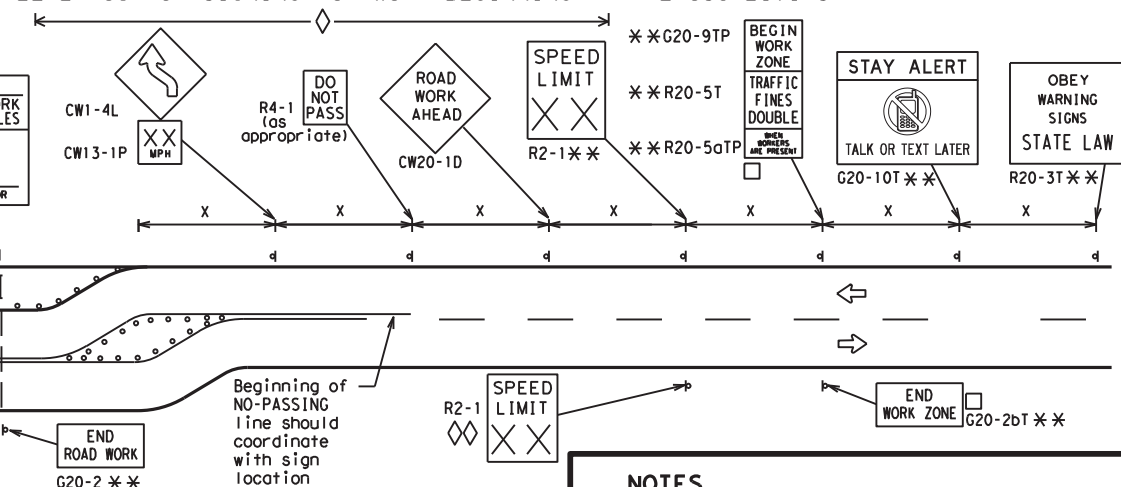 CW1-4L
CW13-1P
XX
MPH
R4-1
(as
appropriate)
DO
NOT
PASS
ROAD
WORK
AHEAD
CW20-1D
SPEED
LIMIT
XX
R2-1**
**G20-9TP
**R20-5T
**R20-5aTP
BEGIN
WORK
ZONE
TRAFFIC
FINES
DOUBLE
WHEN
WORKERS
ARE PRESENT
STAY ALERT
TALK OR TEXT LATER
G20-10T**
OBEY
WARNING
SIGNS
STATE LAW
R20-3T**
X X X X X X X
Beginning of
NO-PASSING
line should
coordinate
with sign
location
R2-1
SPEED
LIMIT
XX
END
WORK ZONE
G20-2bT**
END
ROAD WORK
G20-2**
NOTES